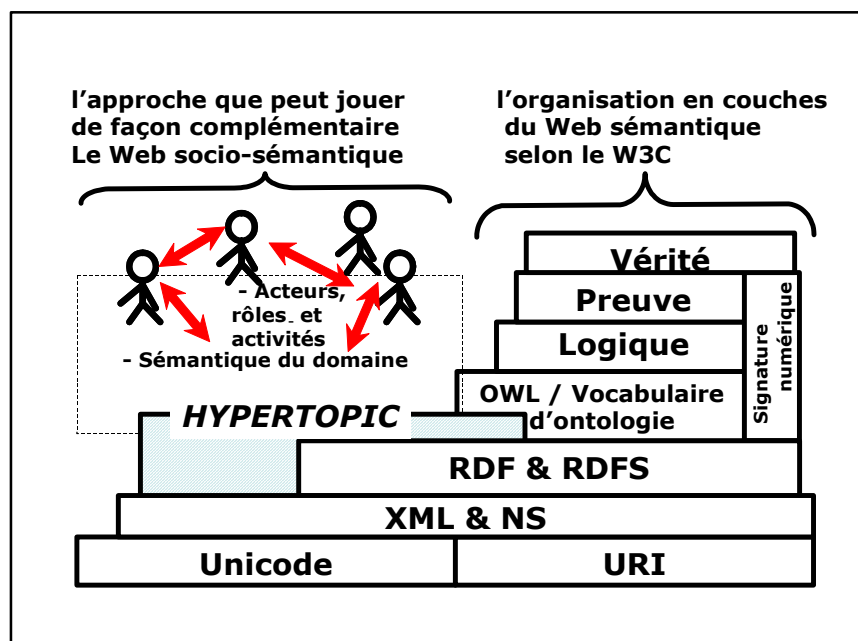 l'approche que peut jouer
de façon complémentaire
Le Web socio-sémantique
l'organisation en couches
du Web sémantique
selon le W3C
- Acteurs,
rôles et
activités
- Sémantique du domaine
HYPERTOPIC
Vérité
Preuve
Logique
OWL / Vocabulaire
d'ontologie
Signature
numérique
RDF & RDFS
XML & NS
Unicode
URI